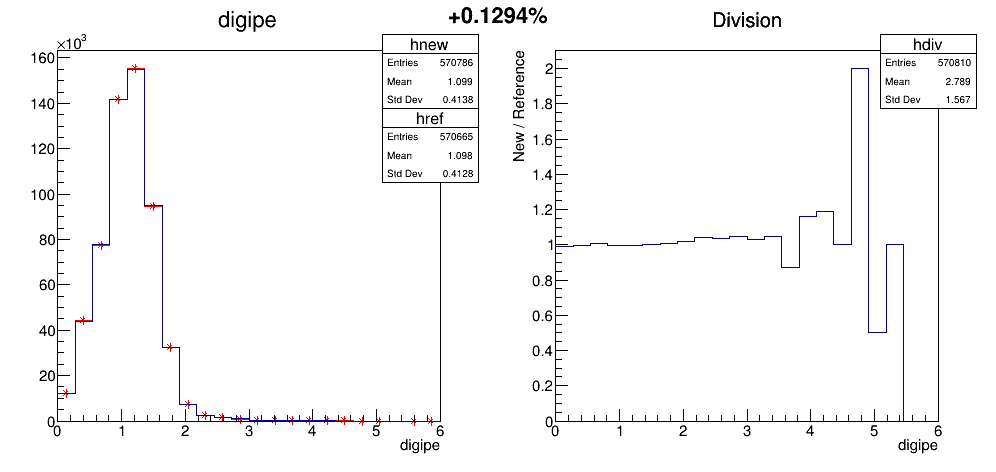 +0.1294%
digipe
×10³
hnew
Entries 570786
Mean 1.099
Std Dev 0.4138
href
Entries 570665
Mean 1.098
Std Dev 0.4128
160
140
120
100
80
60
40
20
0
0 1 2 3 4 5 6
digipe
Division
hdiv
Entries 570810
Mean 2.789
Std Dev 1.567
New / Reference
2
1.8
1.6
1.4
1.2
1
0.8
0.6
0.4
0.2
0
0 1 2 3 4 5 6
digipe